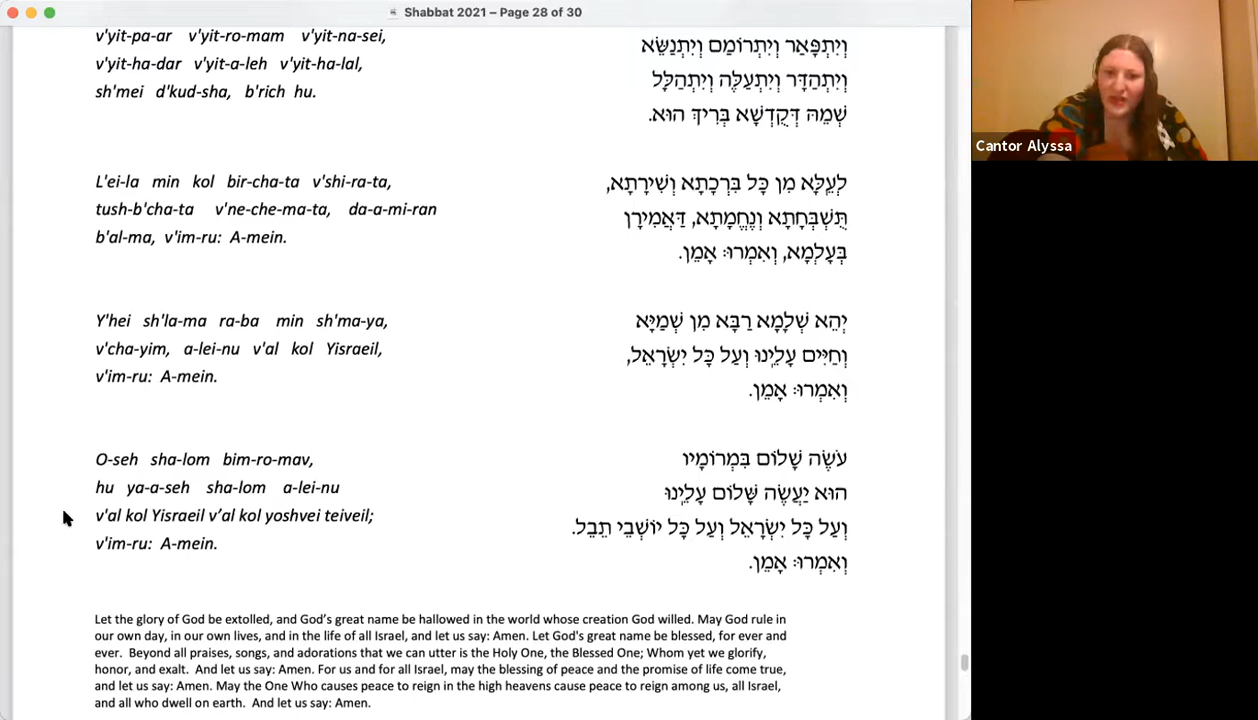 Shabbat 2021 – Page 28 of 30
v'yit-pa-ar v'yit-ro-mam v'yit-na-sei,
v'yit-ha-dar v'yit-a-leh v'yit-ha-lal,
sh'mei d'kud-sha, b'rich hu.
וְיִתְפָּאַר וְיִתְרוֹמַם וְיִתְנַשֵּׂא
וְיִתְהַדָּר וְיִתְעַלֶּה וְיִתְהַלָּל
שְׁמֵהּ דְּקֻדְשָׁא בְּרִיךְ הוּא.
L'ei-la min kol bir-cha-ta v'shi-ra-ta,
tush-b'cha-ta v'ne-che-ma-ta, da-a-mi-ran
b'al-ma, v'im-ru: A-mein.
לְעֵלָּא מִן כָּל בִּרְכָתָא וְשִׁירָתָא,
תֻּשְׁבְּחָתָא וְנֶחֱמָתָא, דַּאֲמִירָן
בְּעָלְמָא, וְאִמְרוּ: אָמֵן.
Y'hei sh'la-ma ra-ba min sh'ma-ya,
v'cha-yim, a-lei-nu v'al kol Yisraeil,
v'im-ru: A-mein.
יְהֵא שְׁלָמָא רַבָּא מִן שְׁמַיָּא
וְחַיִּים עָלֵינוּ וְעַל כָּל יִשְׂרָאֵל,
וְאִמְרוּ: אָמֵן.
O-seh sha-lom bim-ro-mav,
hu ya-a-seh sha-lom a-lei-nu
v'al kol Yisraeil v’al kol yoshvei teiveil;
v'im-ru: A-mein.
עֹשֶׂה שָׁלוֹם בִּמְרוֹמָיו
הוּא יַעֲשֶׂה שָׁלוֹם עָלֵינוּ
וְעַל כָּל יִשְׂרָאֵל וְעַל כָּל יוֹשְׁבֵי תֵבֵל.
וְאִמְרוּ: אָמֵן.
Let the glory of God be extolled, and God’s great name be hallowed in the world whose creation God willed. May God rule in
our own day, in our own lives, and in the life of all Israel, and let us say: Amen. Let God's great name be blessed, for ever and
ever. Beyond all praises, songs, and adorations that we can utter is the Holy One, the Blessed One; Whom yet we glorify,
honor, and exalt. And let us say: Amen. For us and for all Israel, may the blessing of peace and the promise of life come true,
and let us say: Amen. May the One Who causes peace to reign in the high heavens cause peace to reign among us, all Israel,
and all who dwell on earth. And let us say: Amen.
Cantor Alyssa